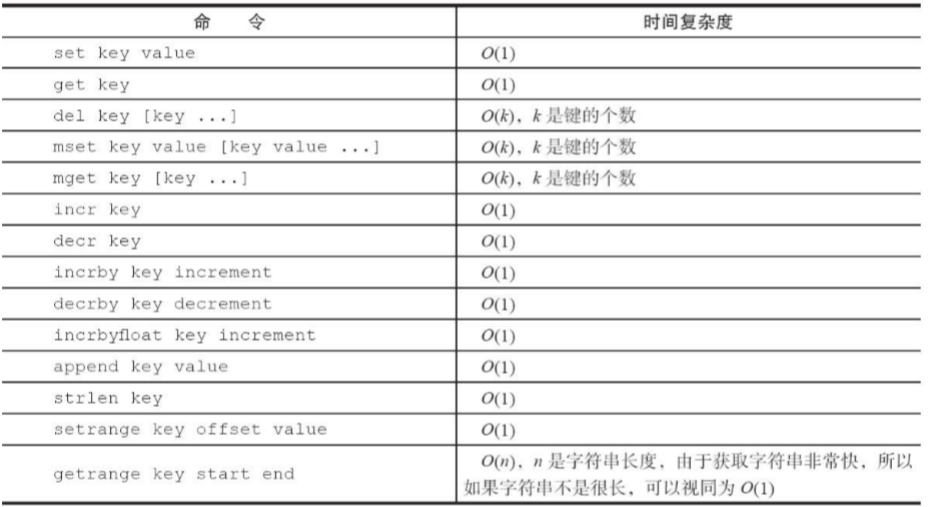 命 令 时间复杂度
set key value O(1)
get key O(1)
del key [key ...] O(k)，k 是键的个数
mset key value [key value ...] O(k)，k 是键的个数
mget key [key ...] O(k)，k 是键的个数
incr key O(1)
decr key O(1)
incrby key increment O(1)
decrby key decrement O(1)
incrbyfloat key increment O(1)
append key value O(1)
strlen key O(1)
setrange key offset value O(1)
getrange key start end O(n)，n 是字符串长度，由于获取字符串非常快，所以
如果字符串不是很长，可以视同为 O(1)